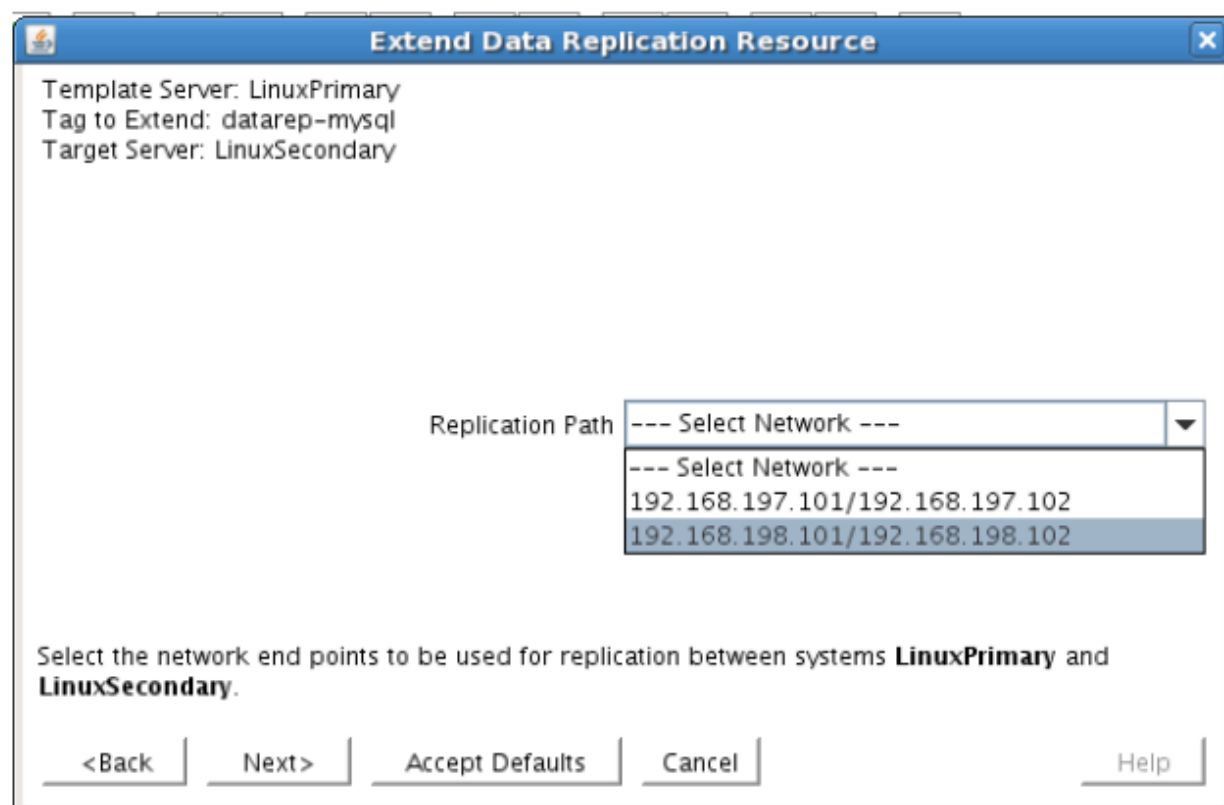 Extend Data Replication Resource
Template Server: LinuxPrimary
Tag to Extend: datarep-mysql
Target Server: LinuxSecondary
Replication Path --- Select Network ---
--- Select Network ---
192.168.197.101/192.168.197.102
192.168.198.101/192.168.198.102
Select the network end points to be used for replication between systems LinuxPrimary and
LinuxSecondary.
<Back Next> Accept Defaults Cancel Help